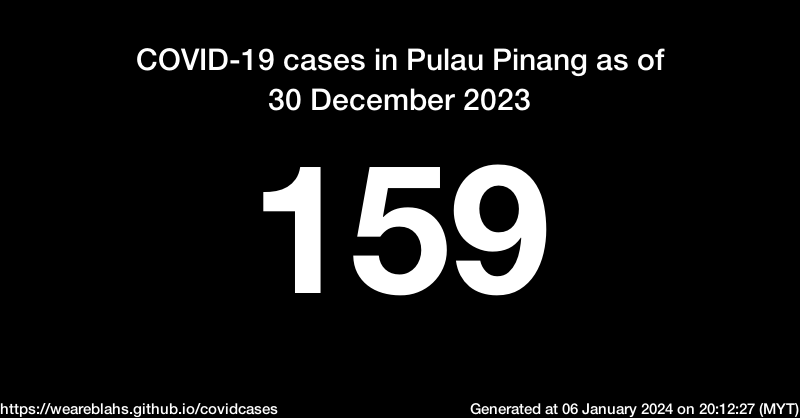 COVID-19 cases in Pulau Pinang as of
30 December 2023
159
https://weareblahs.github.io/covidcases
Generated at 06 January 2024 on 20:12:27 (MYT)